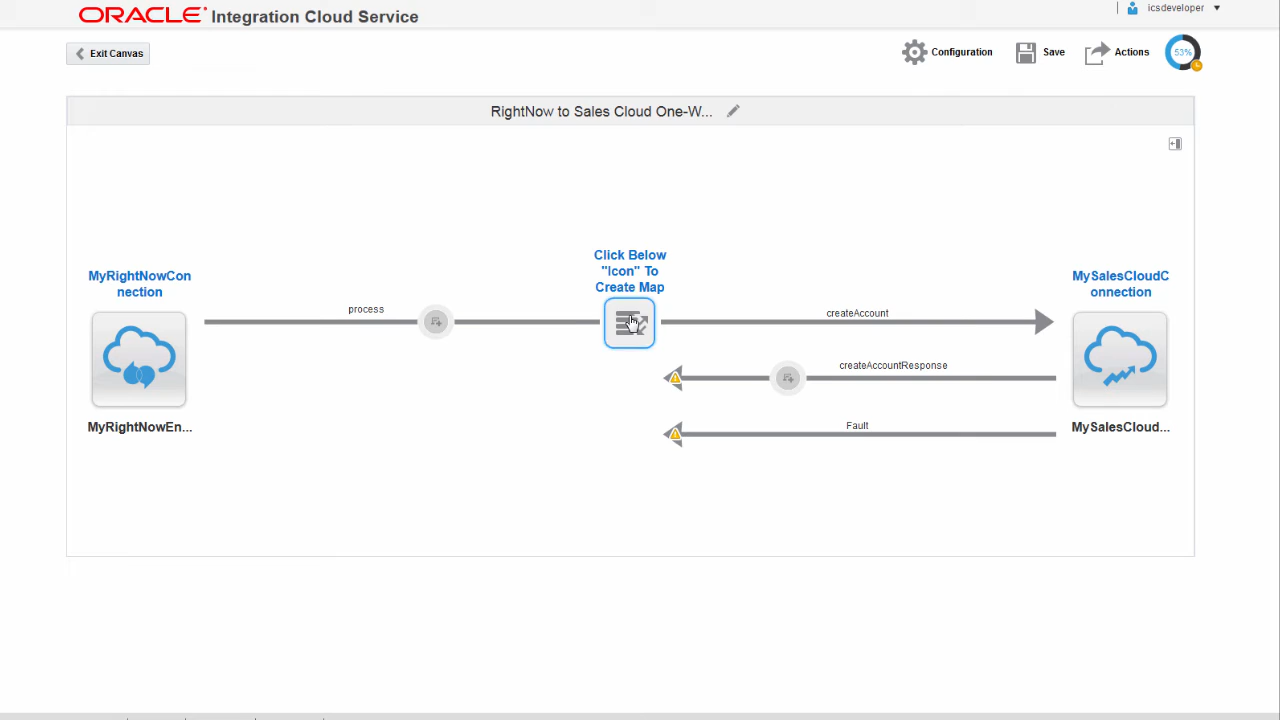 ORACLE Integration Cloud Service
icsdeveloper
Exit Canvas
Configuration
Save
Actions
53%
RightNow to Sales Cloud One-W...
Click Below
"Icon" To
Create Map
MyRightNowCon
nection
MySalesCloudC
onnection
process
createAccount
createAccountResponse
Fault
MyRightNowEn...
MySalesCloud...